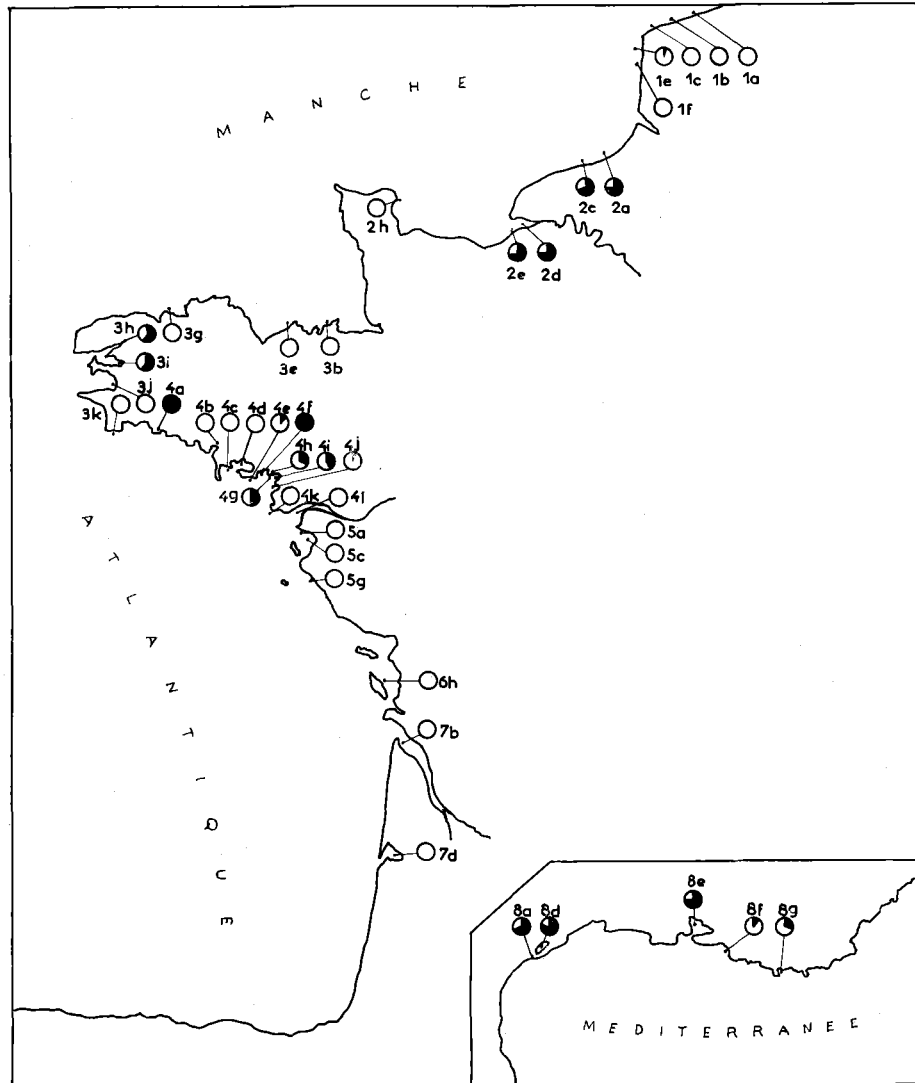 M A N C H E
1e 1c 1b 1a
1f
2c 2a
2h
2e 2d
3h 3g
3i
3e 3b
3k 3j 4a
4b 4c 4d 4e 4f
4h 4i 4j
4g
4k 4l
5a
5c
5g
6h
7b
7d
A T L A N T I Q U E
8e
8a 8d 8f 8g
M E D I T E R R A N E E